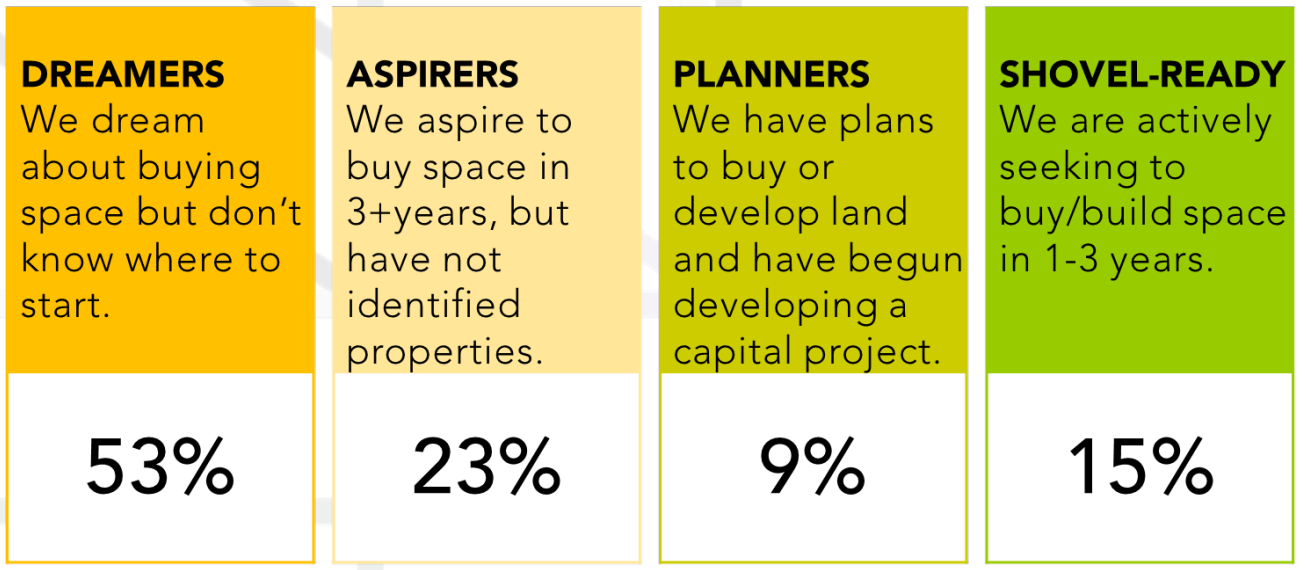 DREAMERS
We dream
about buying
space but don’t
know where to
start.
53%
ASPIRERS
We aspire to
buy space in
3+years, but
have not
identified
properties.
23%
PLANNERS
We have plans
to buy or
develop land
and have begun
developing a
capital project.
9%
SHOVEL-READY
We are actively
seeking to
buy/build space
in 1-3 years.
15%